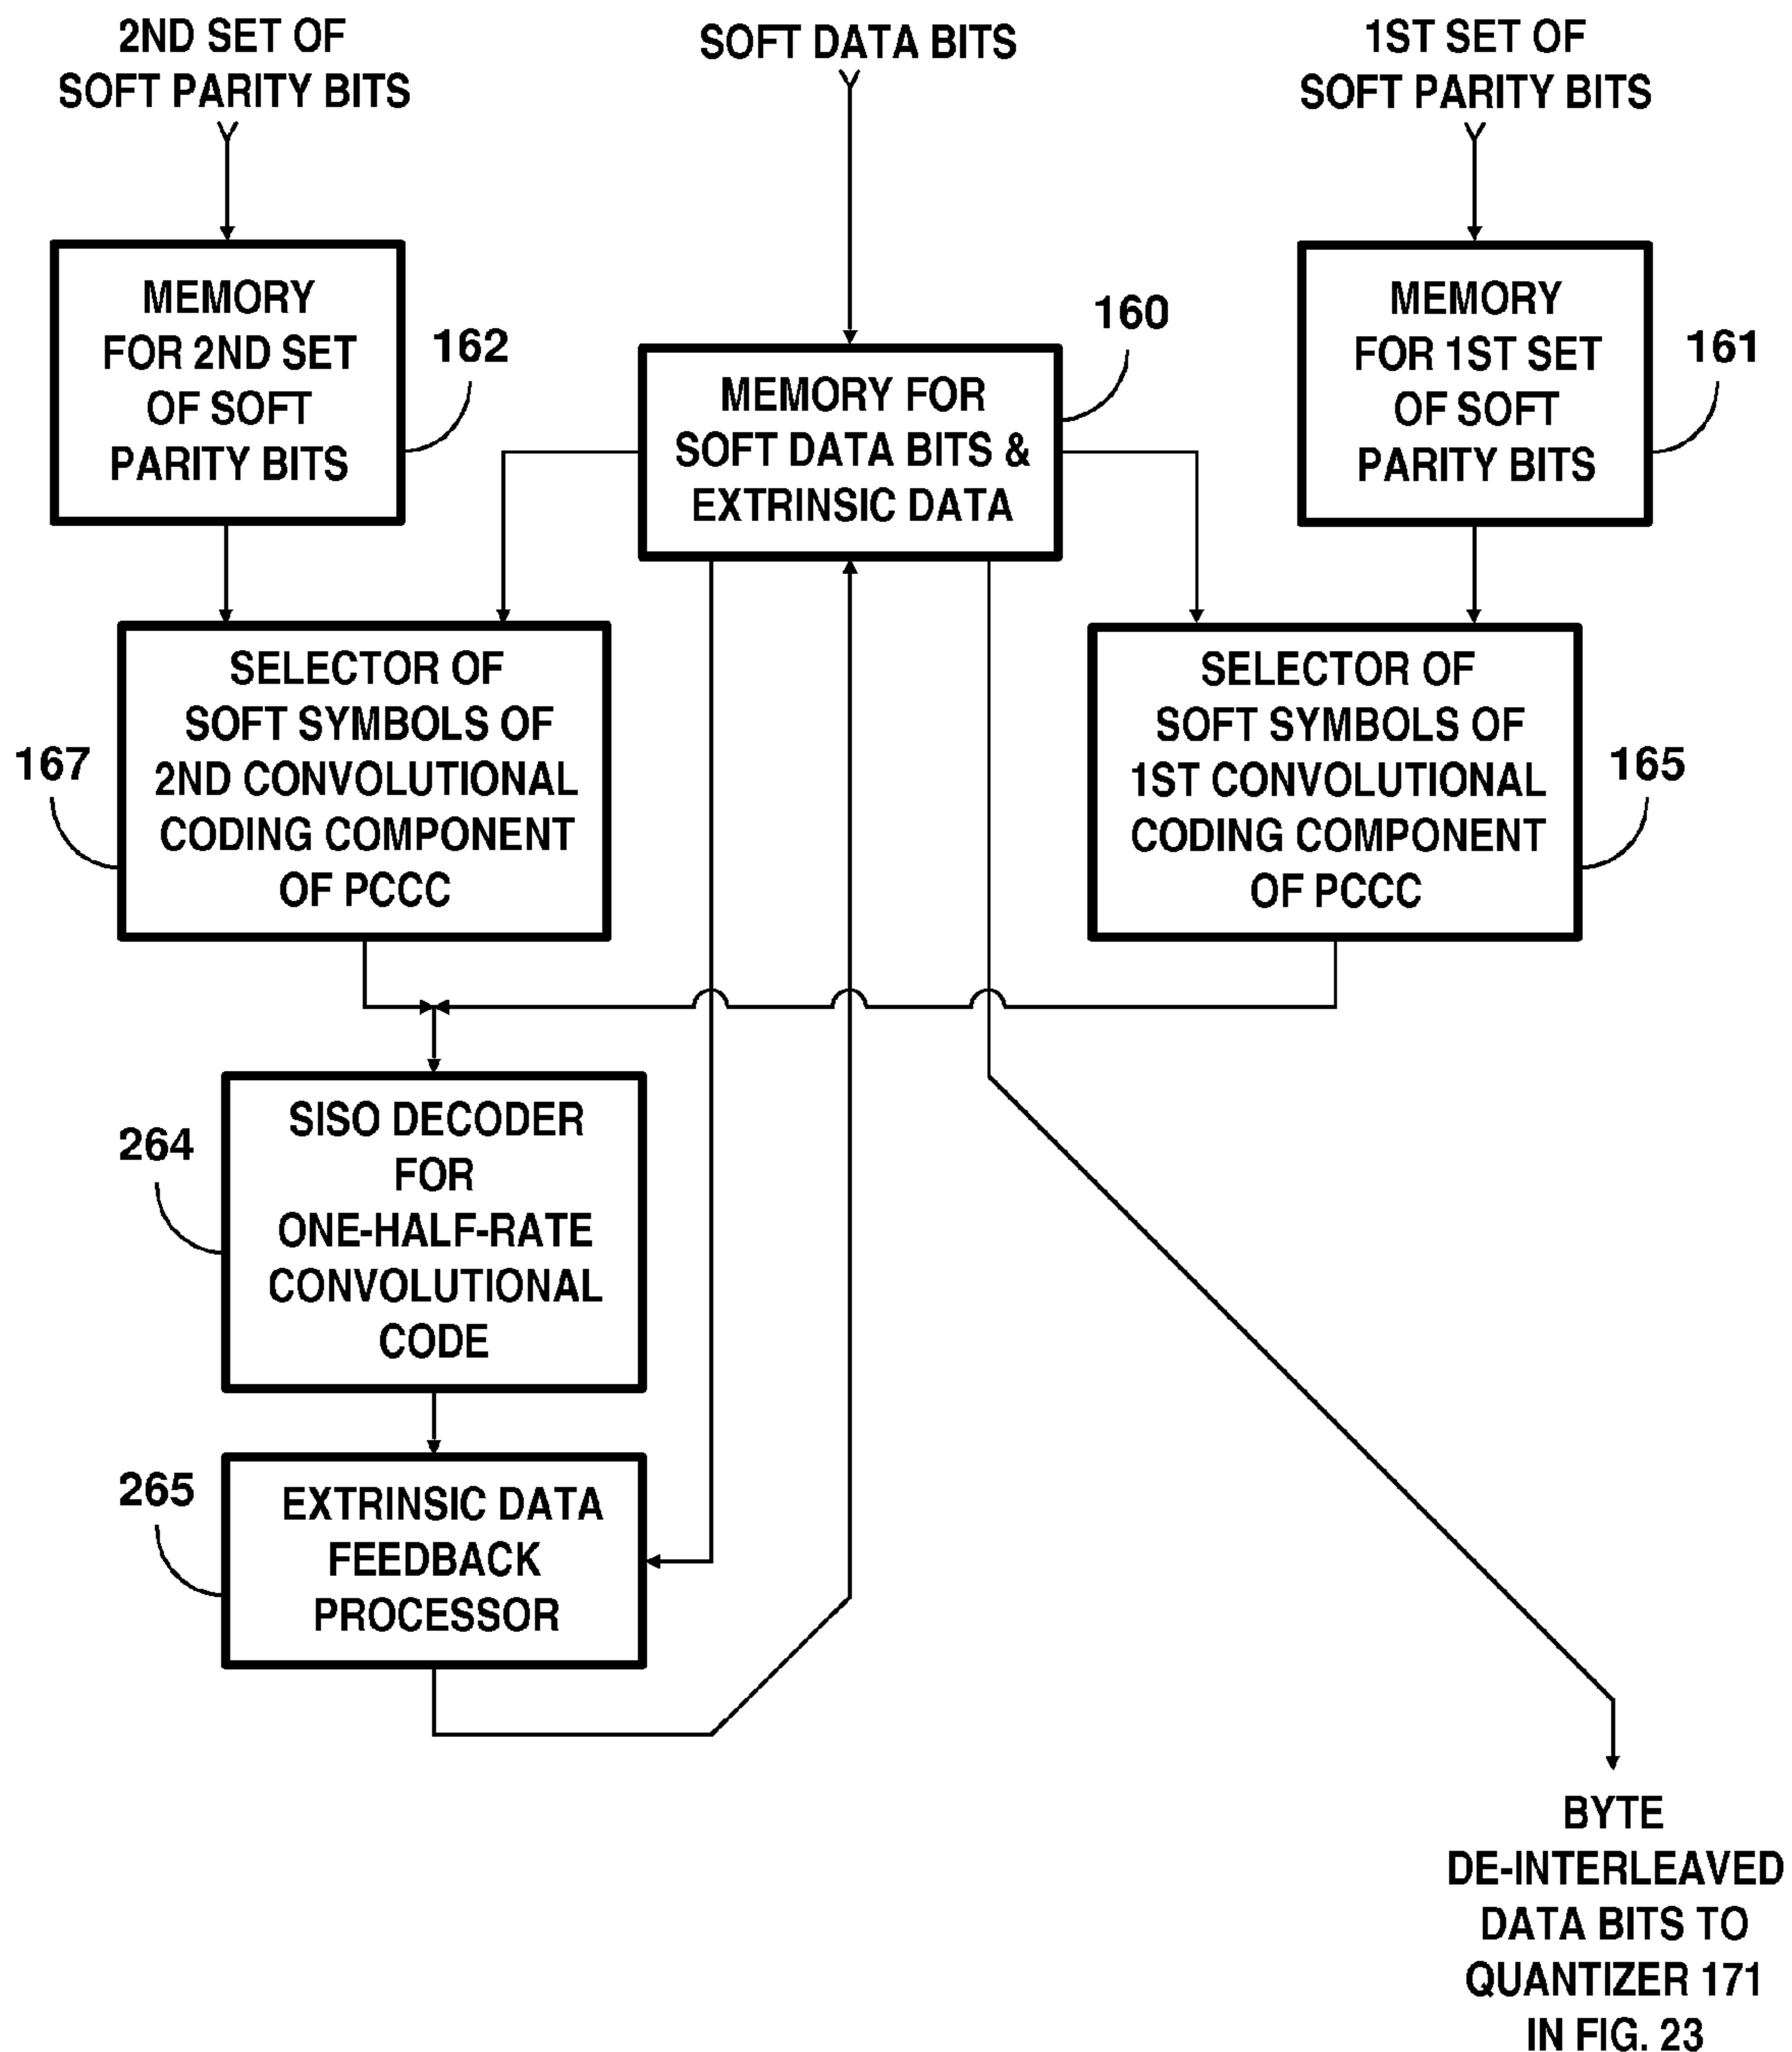 2ND SET OF
SOFT PARITY BITS
SOFT DATA BITS
1ST SET OF
SOFT PARITY BITS
MEMORY
FOR 2ND SET
OF SOFT
PARITY BITS
162
MEMORY FOR
SOFT DATA BITS &
EXTRINSIC DATA
160
MEMORY
FOR 1ST SET
OF SOFT
PARITY BITS
161
167
SELECTOR OF
SOFT SYMBOLS OF
2ND CONVOLUTIONAL
CODING COMPONENT
OF PCCC
SELECTOR OF
SOFT SYMBOLS OF
1ST CONVOLUTIONAL
CODING COMPONENT
OF PCCC
165
264
SISO DECODER
FOR
ONE-HALF-RATE
CONVOLUTIONAL
CODE
265
EXTRINSIC DATA
FEEDBACK
PROCESSOR
BYTE
DE-INTERLEAVED
DATA BITS TO
QUANTIZER 171
IN FIG. 23